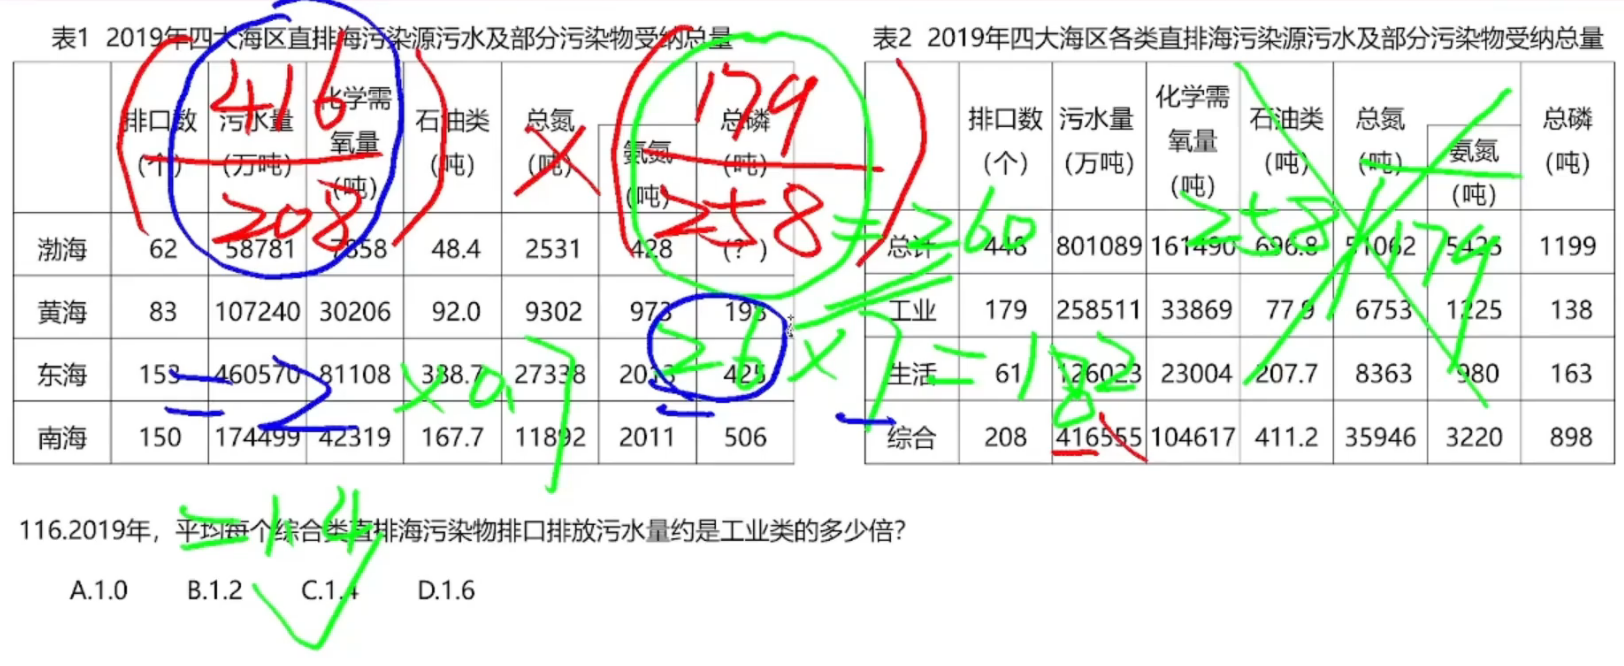 表1 2019年四大海区直排海污染源污水及部分污染物受纳总量
排口数(个) 污水量(万吨) 化学需氧量(吨) 石油类(吨) 总氮(吨) 氨氮(吨) 总磷(吨)
渤海 62 58781 7858 48.4 2531 428 (?)
黄海 83 107240 30206 92.0 9302 973 193
东海 153 460570 81108 388.7 27338 2013 425
南海 150 174499 42319 167.7 11892 2011 506
表2 2019年四大海区各类直排海污染源污水及部分污染物受纳总量
排口数(个) 污水量(万吨) 化学需氧量(吨) 石油类(吨) 总氮(吨) 氨氮(吨) 总磷(吨)
总计 448 801089 161490 696.8 51062 5425 1199
工业 179 258511 33869 77.9 6753 1225 138
生活 61 126023 23004 207.7 8363 980 163
综合 208 416555 104617 411.2 35946 3220 898
416
208
179
258
=260
258
179
26×7=182
=2
×0.7
=1.4
116.2019年，平均每个综合类直排海污染物排口排放污水量约是工业类的多少倍?
A.1.0 B.1.2 C.1.4 D.1.6